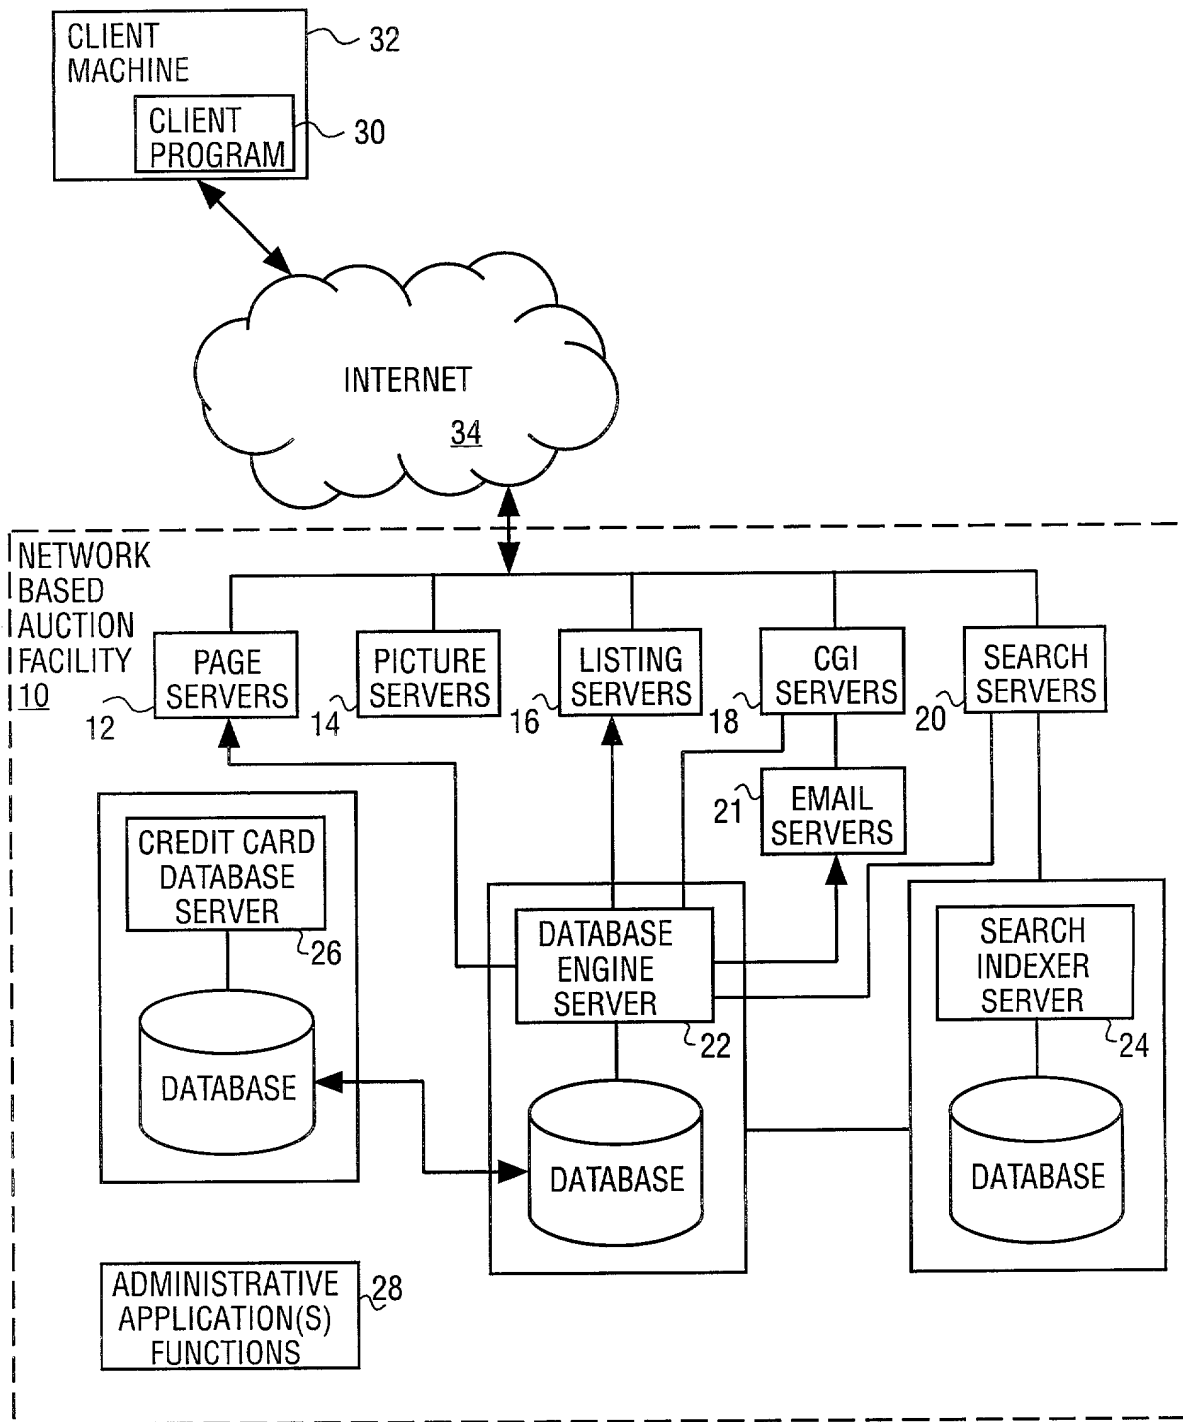 CLIENT
MACHINE
32
CLIENT
PROGRAM
30
INTERNET
34
NETWORK
BASED
AUCTION
FACILITY
10
PAGE
SERVERS
12
PICTURE
SERVERS
14
LISTING
SERVERS
16
CGI
SERVERS
18
SEARCH
SERVERS
20
EMAIL
SERVERS
21
CREDIT CARD
DATABASE
SERVER
26
DATABASE
DATABASE
ENGINE
SERVER
22
DATABASE
SEARCH
INDEXER
SERVER
24
DATABASE
ADMINISTRATIVE
APPLICATION(S)
FUNCTIONS
28